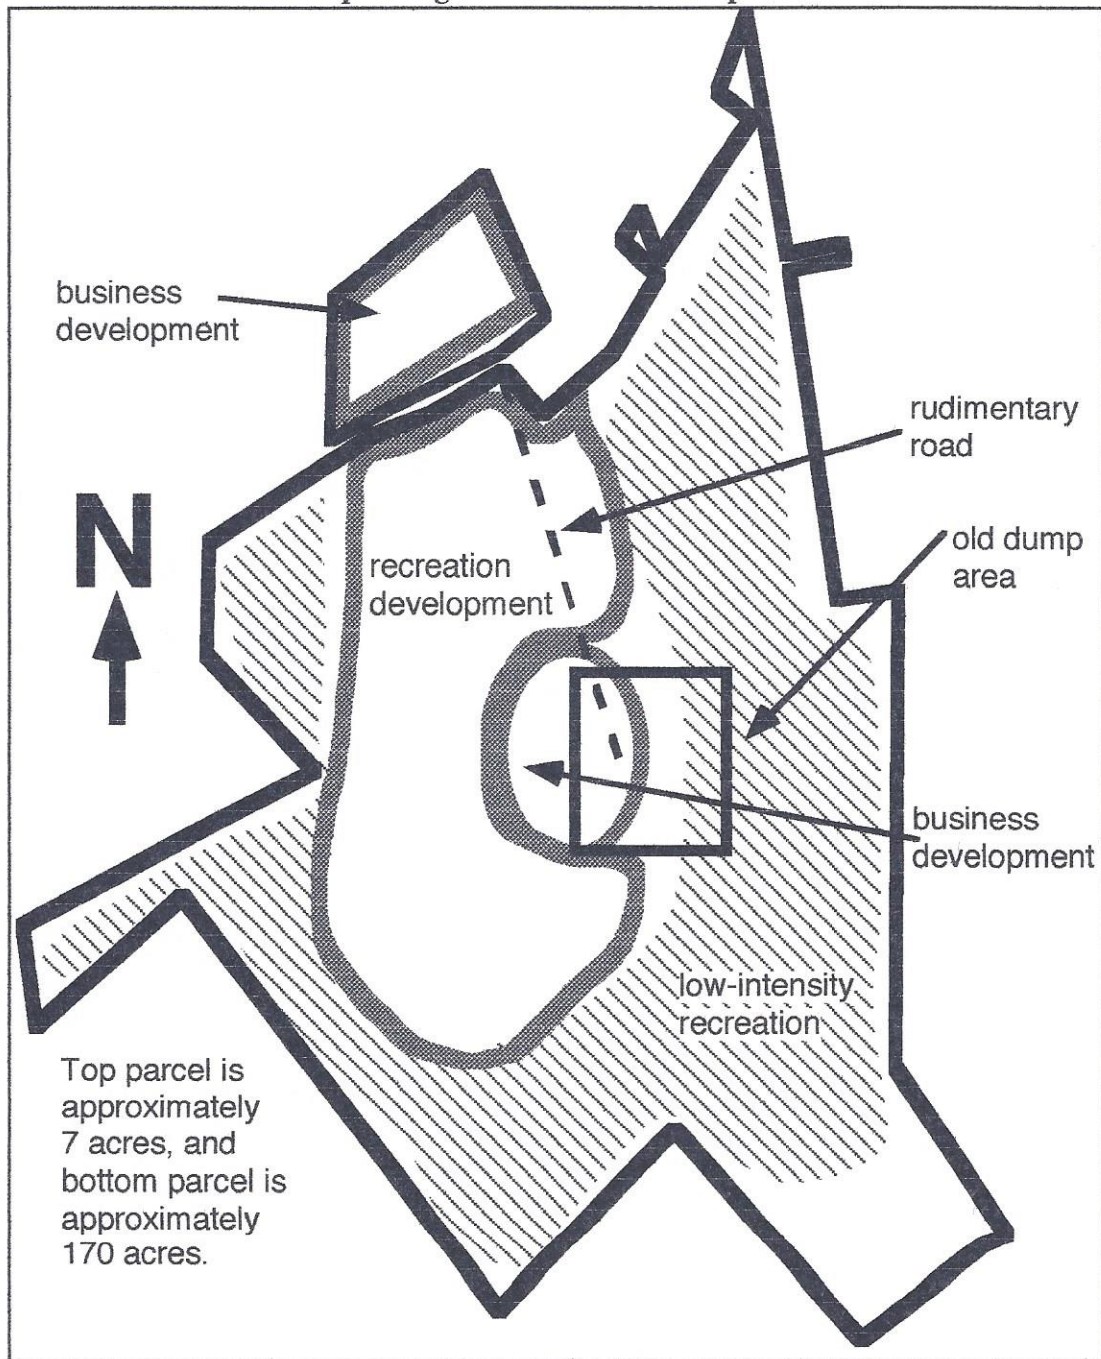 business
development
rudimentary
road
N
recreation
development
old dump
area
business
development
low-intensity
recreation
Top parcel is
approximately
7 acres, and
bottom parcel is
approximately
170 acres.